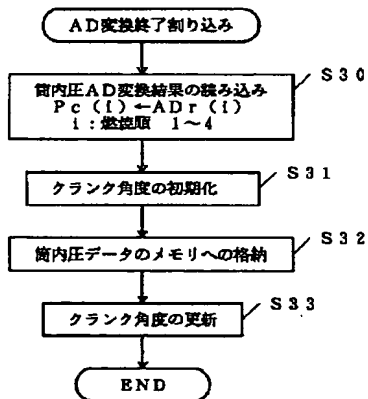 AD変換終了割り込み
S30
筒内圧AD変換結果の読み込み
Pc(i)←ADr(i)
i:燃焼順 1～4
S31
クランク角度の初期化
S32
筒内圧データのメモリへの格納
S33
クランク角度の更新
END